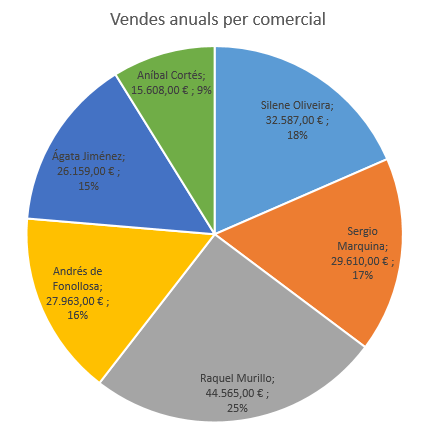 Vendes anuals per comercial
Aníbal Cortés;
15.608,00 € ; 9%
Silene Oliveira;
32.587,00 € ;
18%
Ágata Jiménez;
26.159,00 € ;
15%
Sergio
Marquina;
29.610,00 € ;
17%
Andrés de
Fonollosa;
27.963,00 € ;
16%
Raquel Murillo;
44.565,00 € ;
25%